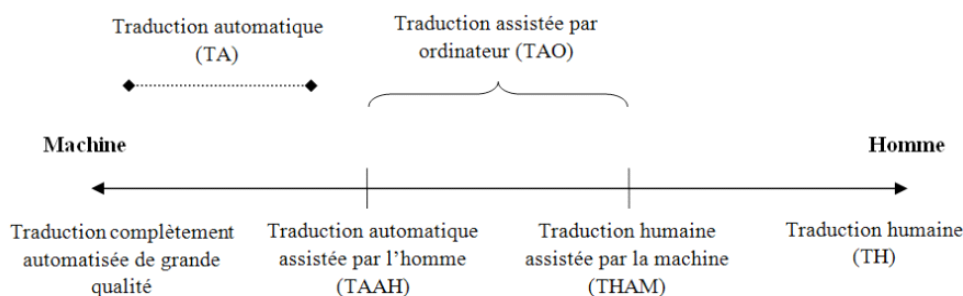 Traduction automatique
(TA)
Traduction assistée par
ordinateur (TAO)
Machine
Homme
Traduction complètement
automatisée de grande
qualité
Traduction automatique
assistée par l’homme
(TAAH)
Traduction humaine
assistée par la machine
(THAM)
Traduction humaine
(TH)